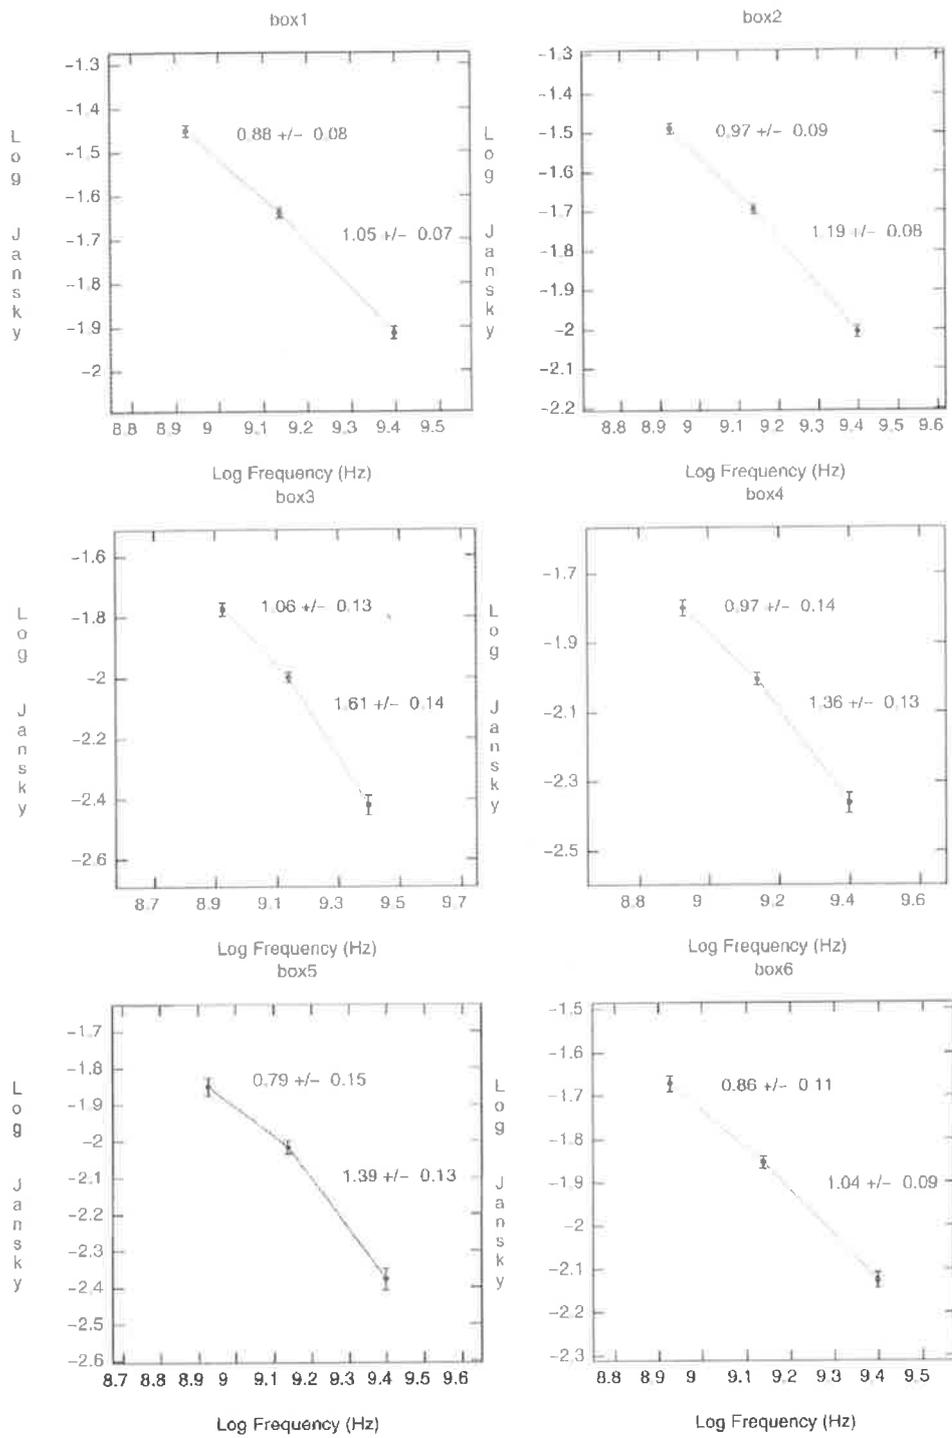 box1
−1.3
−1.4
−1.5
−1.6
−1.7
−1.8
−1.9
−2
0.88 +/− 0.08
1.05 +/− 0.07
8.8 8.9 9 9.1 9.2 9.3 9.4 9.5
Log Jansky
Log Frequency (Hz)
box2
−1.3
−1.4
−1.5
−1.6
−1.7
−1.8
−1.9
−2
−2.1
−2.2
0.97 +/− 0.09
1.19 +/− 0.08
8.8 8.9 9 9.1 9.2 9.3 9.4 9.5 9.6
Log Jansky
Log Frequency (Hz)
box3
−1.6
−1.8
−2
−2.2
−2.4
−2.6
1.06 +/− 0.13
1.61 +/− 0.14
8.7 8.9 9.1 9.3 9.5 9.7
Log Jansky
Log Frequency (Hz)
box4
−1.7
−1.9
−2.1
−2.3
−2.5
0.97 +/− 0.14
1.36 +/− 0.13
8.8 9 9.2 9.4 9.6
Log Jansky
Log Frequency (Hz)
box5
−1.7
−1.8
−1.9
−2
−2.1
−2.2
−2.3
−2.4
−2.5
−2.6
0.79 +/− 0.15
1.39 +/− 0.13
8.7 8.8 8.9 9 9.1 9.2 9.3 9.4 9.5 9.6
Log Jansky
Log Frequency (Hz)
box6
−1.5
−1.6
−1.7
−1.8
−1.9
−2
−2.1
−2.2
−2.3
0.86 +/− 0.11
1.04 +/− 0.09
8.8 8.9 9 9.1 9.2 9.3 9.4 9.5
Log Jansky
Log Frequency (Hz)